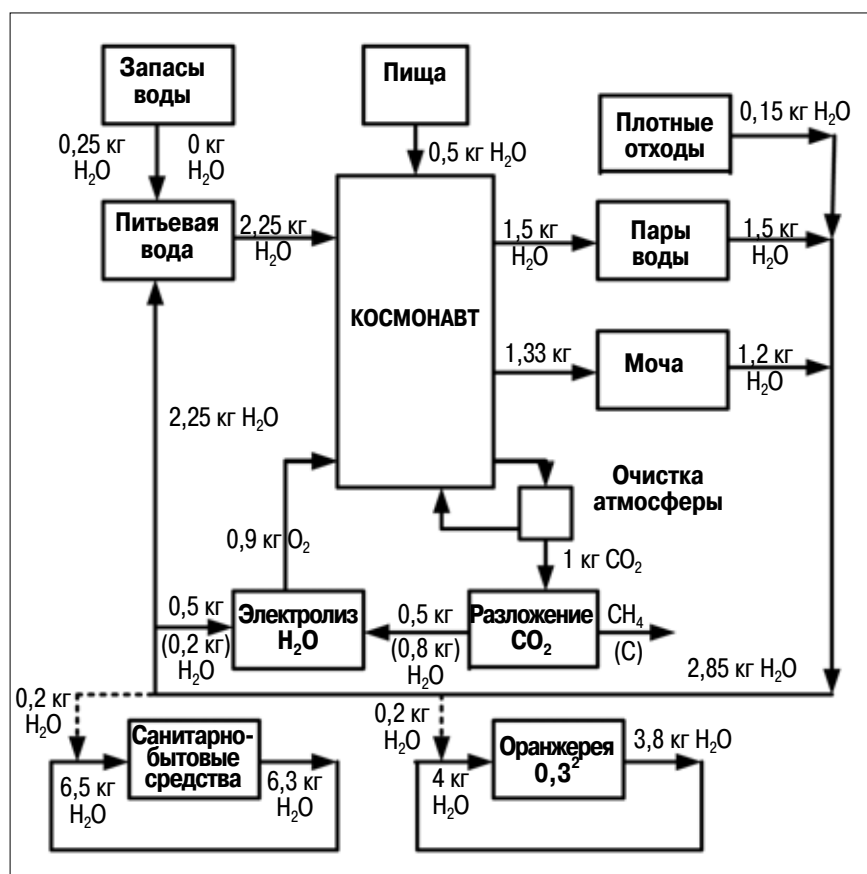 Запасы
воды
Пища
0,15 кг H₂O
Плотные
отходы
0,25 кг
H₂O
0 кг
H₂O
0,5 кг H₂O
Питьевая
вода
2,25 кг
H₂O
1,5 кг
H₂O
Пары
воды
1,5 кг
H₂O
КОСМОНАВТ
1,33 кг
Моча
1,2 кг
H₂O
2,25 кг H₂O
Очистка
атмосферы
0,9 кг O₂
1 кг CO₂
0,5 кг
(0,2 кг)
H₂O
Электролиз
H₂O
0,5 кг
(0,8 кг)
H₂O
Разложение
CO₂
CH₄
(C)
2,85 кг H₂O
0,2 кг
H₂O
Санитарно-
бытовые
средства
6,5 кг
H₂O
6,3 кг
H₂O
0,2 кг
H₂O
Оранжерея
0,3²
3,8 кг H₂O
4 кг
H₂O